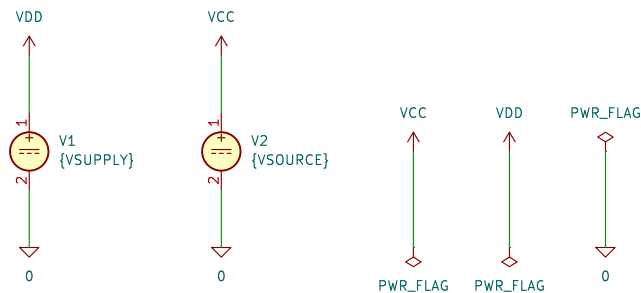 VDD
VCC
1
V1
{VSUPPLY}
2
0
1
V2
{VSOURCE}
2
0
VCC
VDD
PWR_FLAG
PWR_FLAG
PWR_FLAG
0